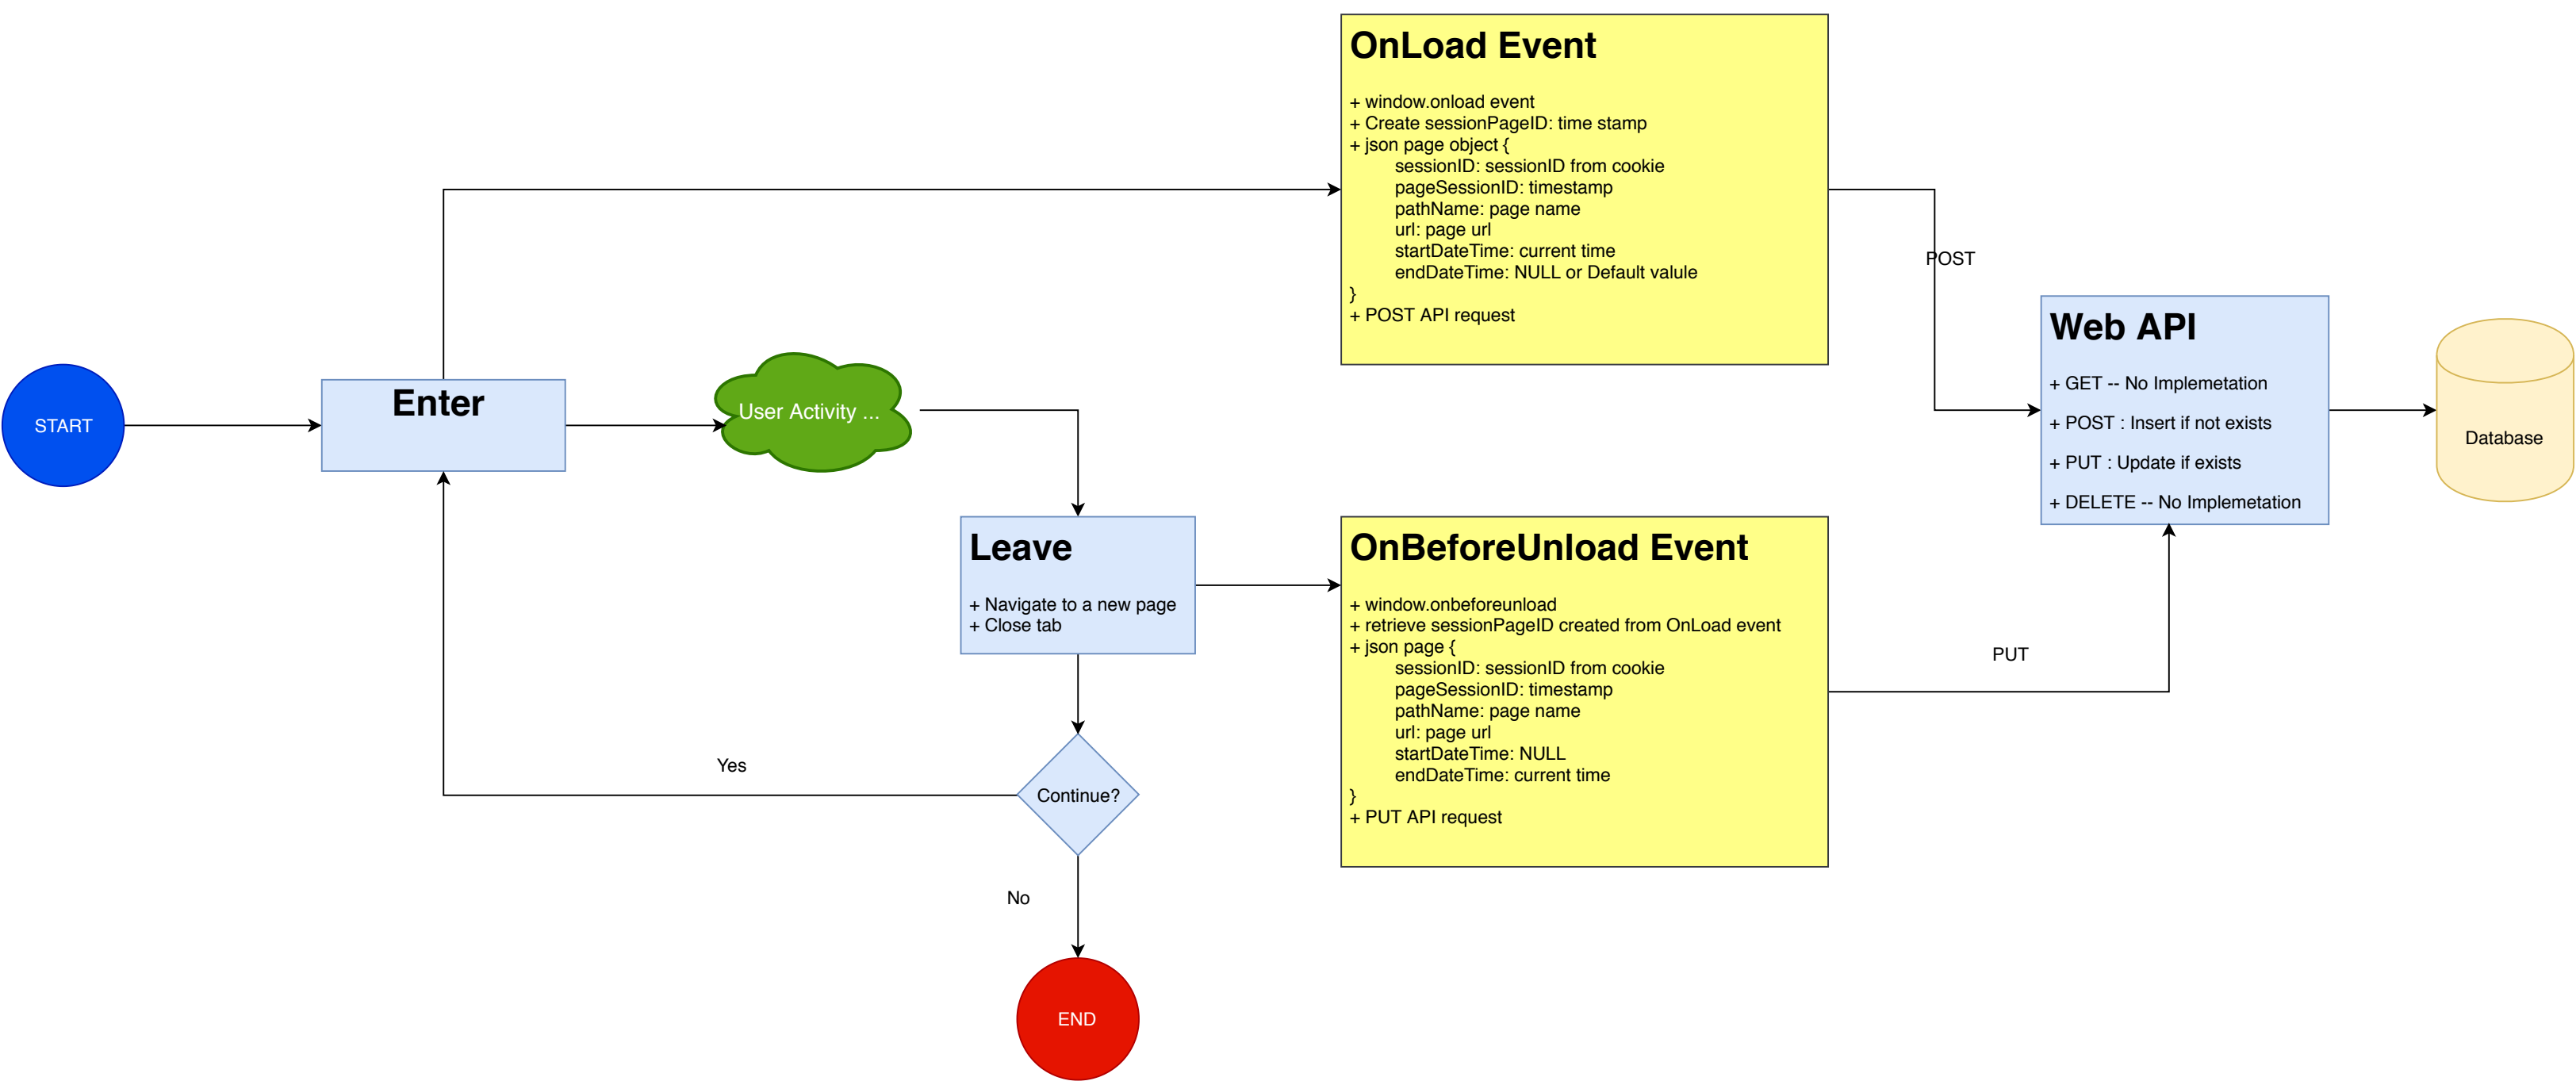 OnLoad Event
+ window.onload event
+ Create sessionPageID: time stamp
+ json page object {
sessionID: sessionID from cookie
pageSessionID: timestamp
pathName: page name
url: page url
startDateTime: current time
endDateTime: NULL or Default valule
}
+ POST API request
POST
Web API
+ GET -- No Implemetation
+ POST : Insert if not exists
+ PUT : Update if exists
+ DELETE -- No Implemetation
Database
START
Enter
User Activity ...
Leave
+ Navigate to a new page
+ Close tab
OnBeforeUnload Event
+ window.onbeforeunload
+ retrieve sessionPageID created from OnLoad event
+ json page {
sessionID: sessionID from cookie
pageSessionID: timestamp
pathName: page name
url: page url
startDateTime: NULL
endDateTime: current time
}
+ PUT API request
PUT
Yes
Continue?
No
END